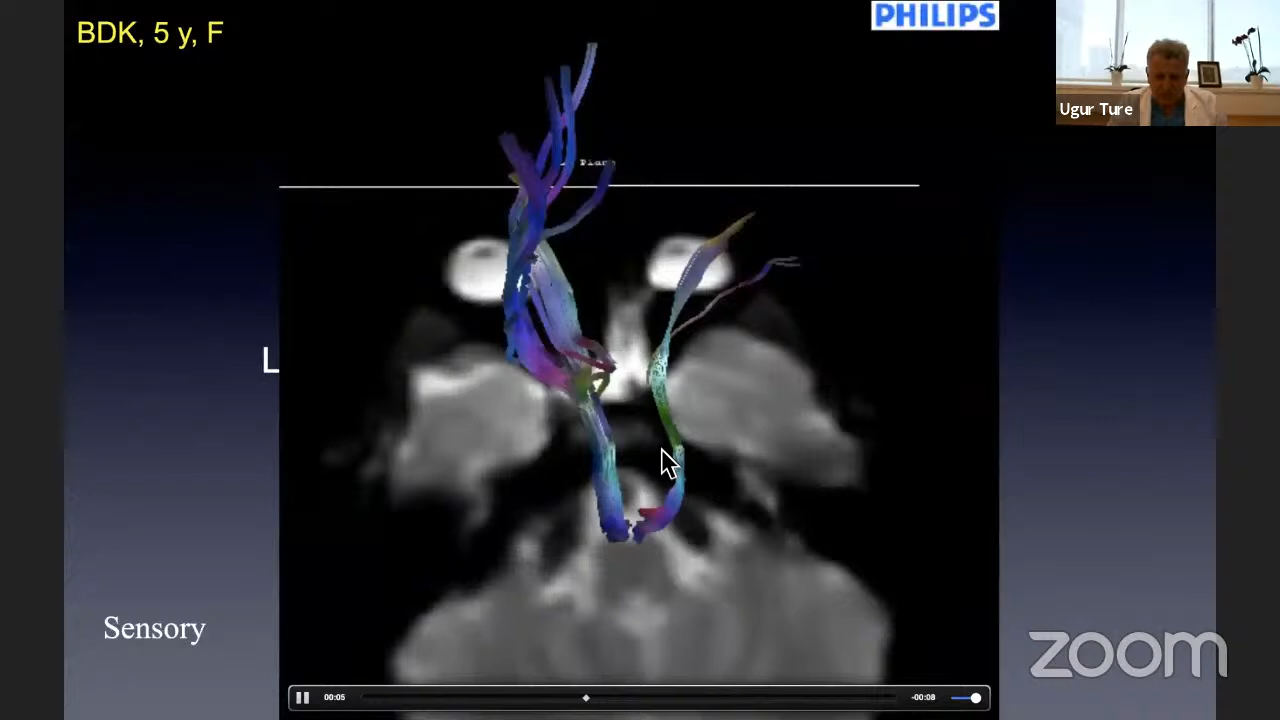 BDK, 5 y, F
PHILIPS
Ugur Ture
L
Sensory
00:05
-00:08
zoom